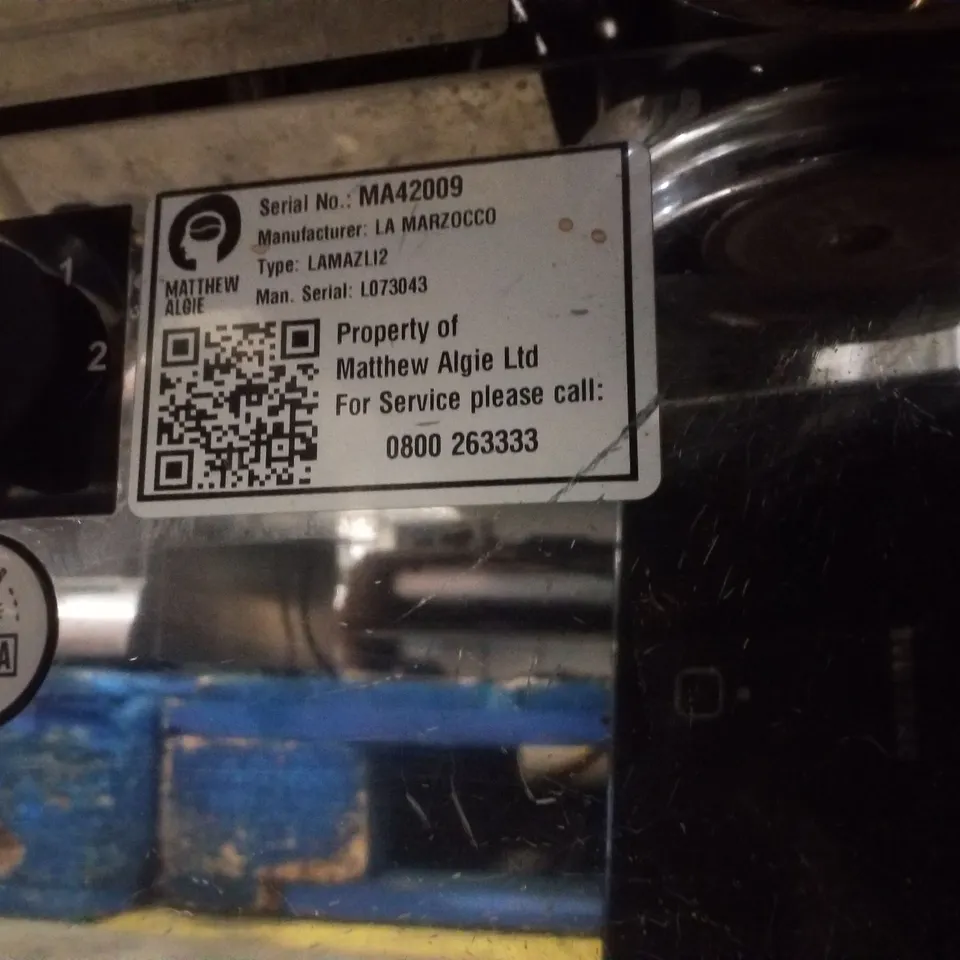 Serial No.: MA42009
Manufacturer: LA MARZOCCO
Type: LAMAZLI2
Man. Serial: L073043
MATTHEW
ALGIE
Property of
Matthew Algie Ltd
For Service please call:
0800 263333
1
2
A